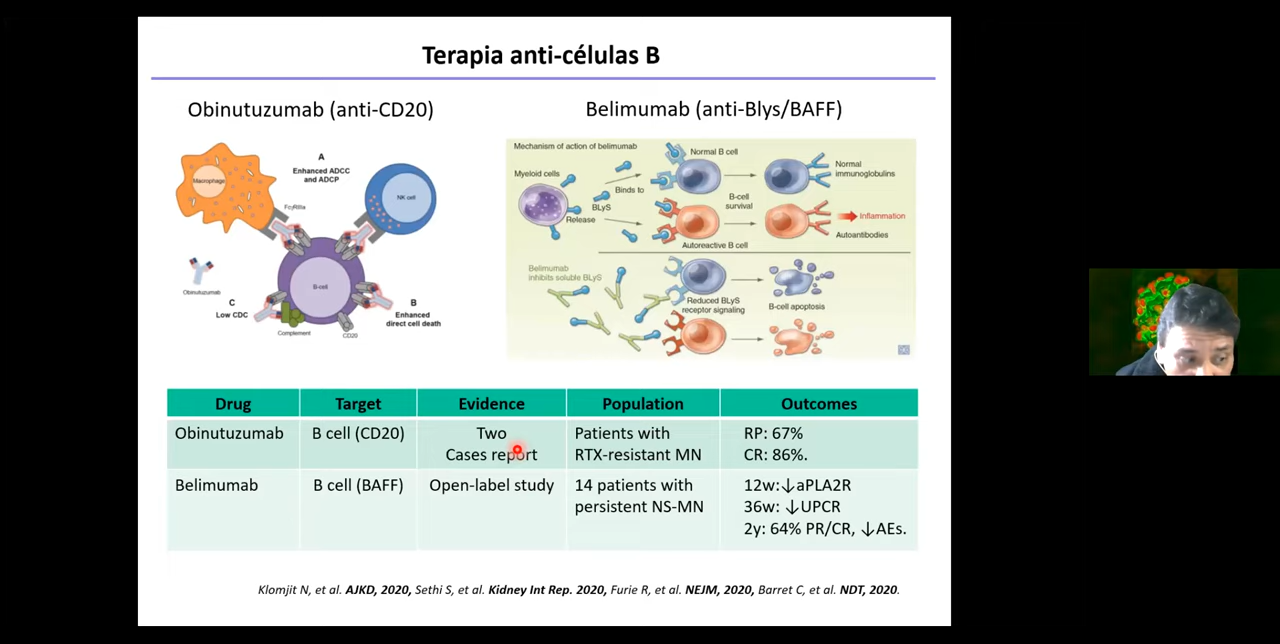 Terapia anti-células B
Obinutuzumab (anti-CD20)
Belimumab (anti-Blys/BAFF)
A
Enhanced ADCC
and ADCP
Macrophage
NK cell
FcγRIIIa
Obinutuzumab
B-cell
C
Low CDC
Complement
CD20
B
Enhanced
direct cell death
Mechanism of action of belimumab
Normal B cell
Myeloid cells
Normal
immunoglobulins
Binds to
BLyS
Release
B-cell
survival
Inflammation
Autoantibodies
Autoreactive B cell
Belimumab
inhibits soluble BLyS
Reduced BLyS
receptor signaling
B-cell apoptosis
Drug Target Evidence Population Outcomes
Obinutuzumab B cell (CD20) Two Patients with RP: 67%
Cases report RTX-resistant MN CR: 86%.
Belimumab B cell (BAFF) Open-label study 14 patients with 12w:↓aPLA2R
persistent NS-MN 36w: ↓UPCR
2y: 64% PR/CR, ↓AEs.
Klomjit N, et al. AJKD, 2020, Sethi S, et al. Kidney Int Rep. 2020, Furie R, et al. NEJM, 2020, Barret C, et al. NDT, 2020.